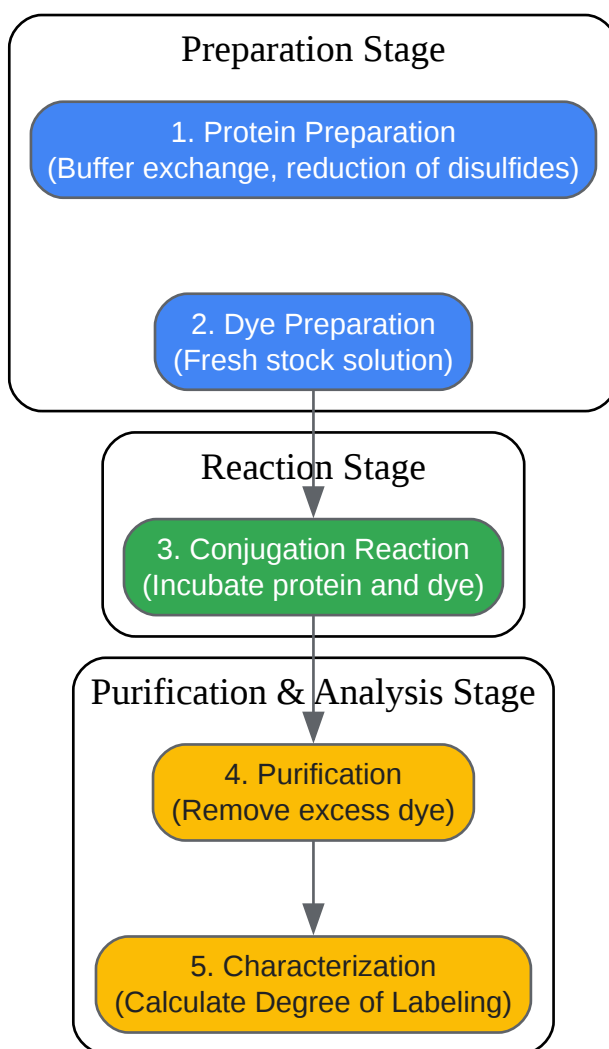 Preparation Stage
1. Protein Preparation
(Buffer exchange, reduction of disulfides)
2. Dye Preparation
(Fresh stock solution)
Reaction Stage
3. Conjugation Reaction
(Incubate protein and dye)
Purification & Analysis Stage
4. Purification
(Remove excess dye)
5. Characterization
(Calculate Degree of Labeling)